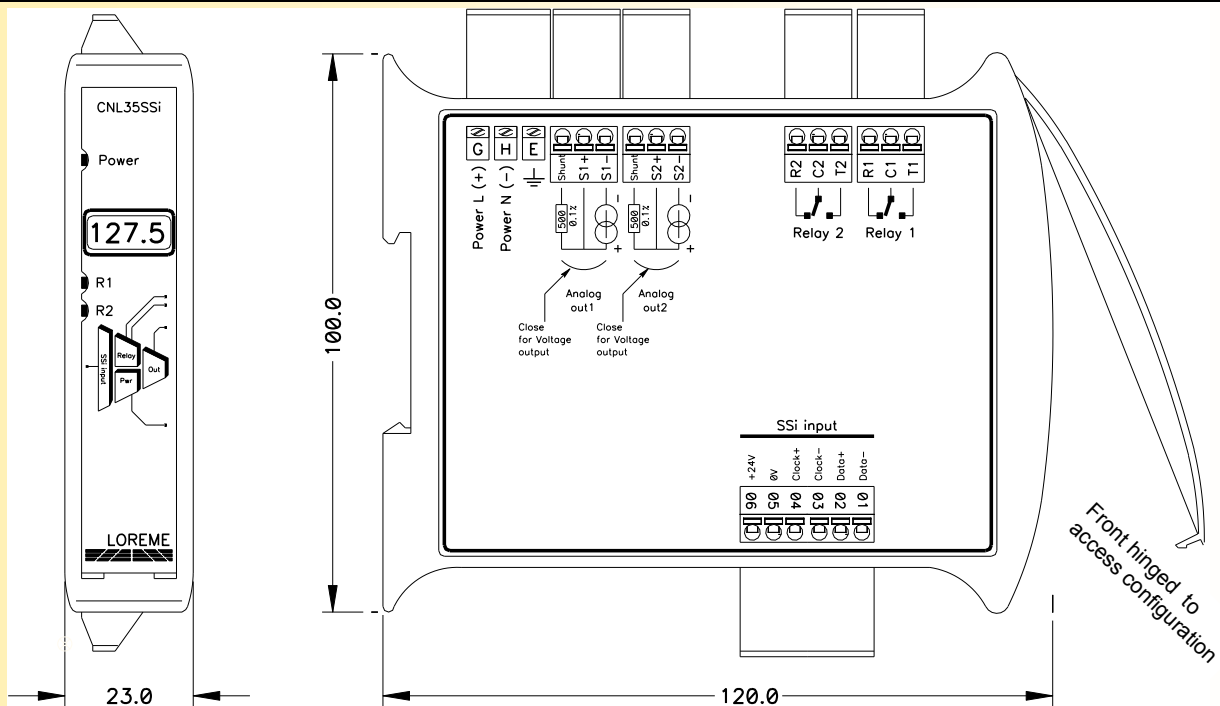 CNL35SSi
Power
127.5
R1
R2
SSi input
Relay
Pwr
Out
LOREME
23.0
100.0
G
H
E
Power L (+)
Power N (-)
Shunt
S1+
S1-
Shunt
S2+
S2-
500
0.1%
-
+
500
0.1%
-
+
Analog
out1
Analog
out2
Close
for Voltage
output
Close
for Voltage
output
R2
C2
T2
R1
C1
T1
Relay 2
Relay 1
SSi input
+24V
0V
Clock+
Clock-
Data+
Data-
06
05
04
03
02
01
120.0
Front hinged to
access configuration